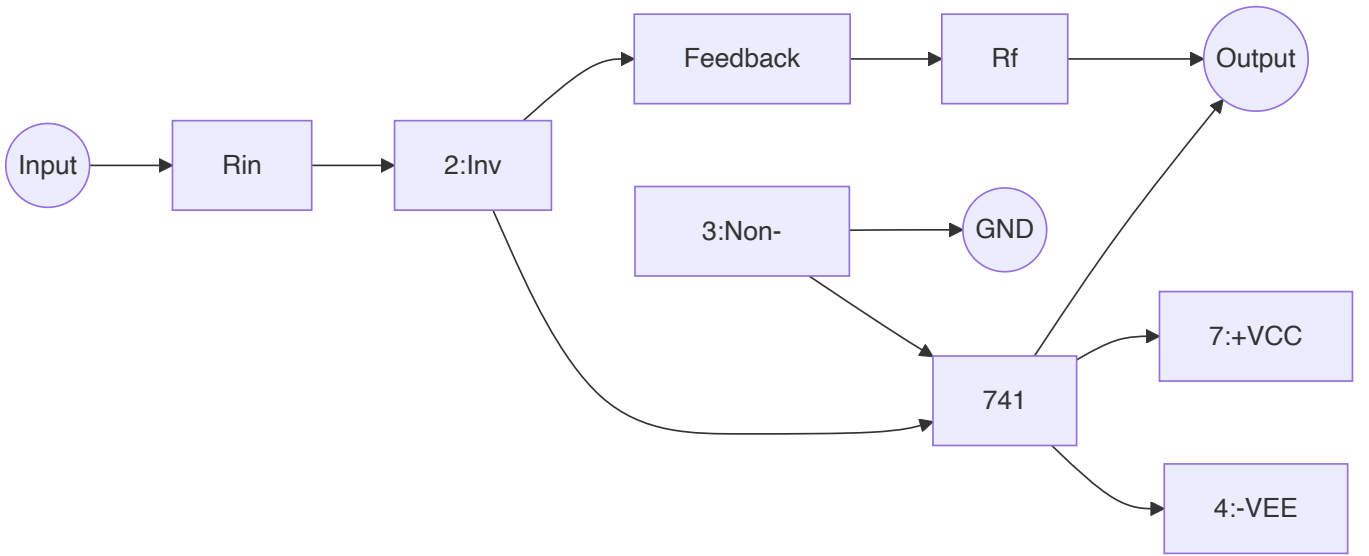 Feedback
Rf
Output
Input
Rin
2:Inv
3:Non-
GND
7:+VCC
741
4:-VEE